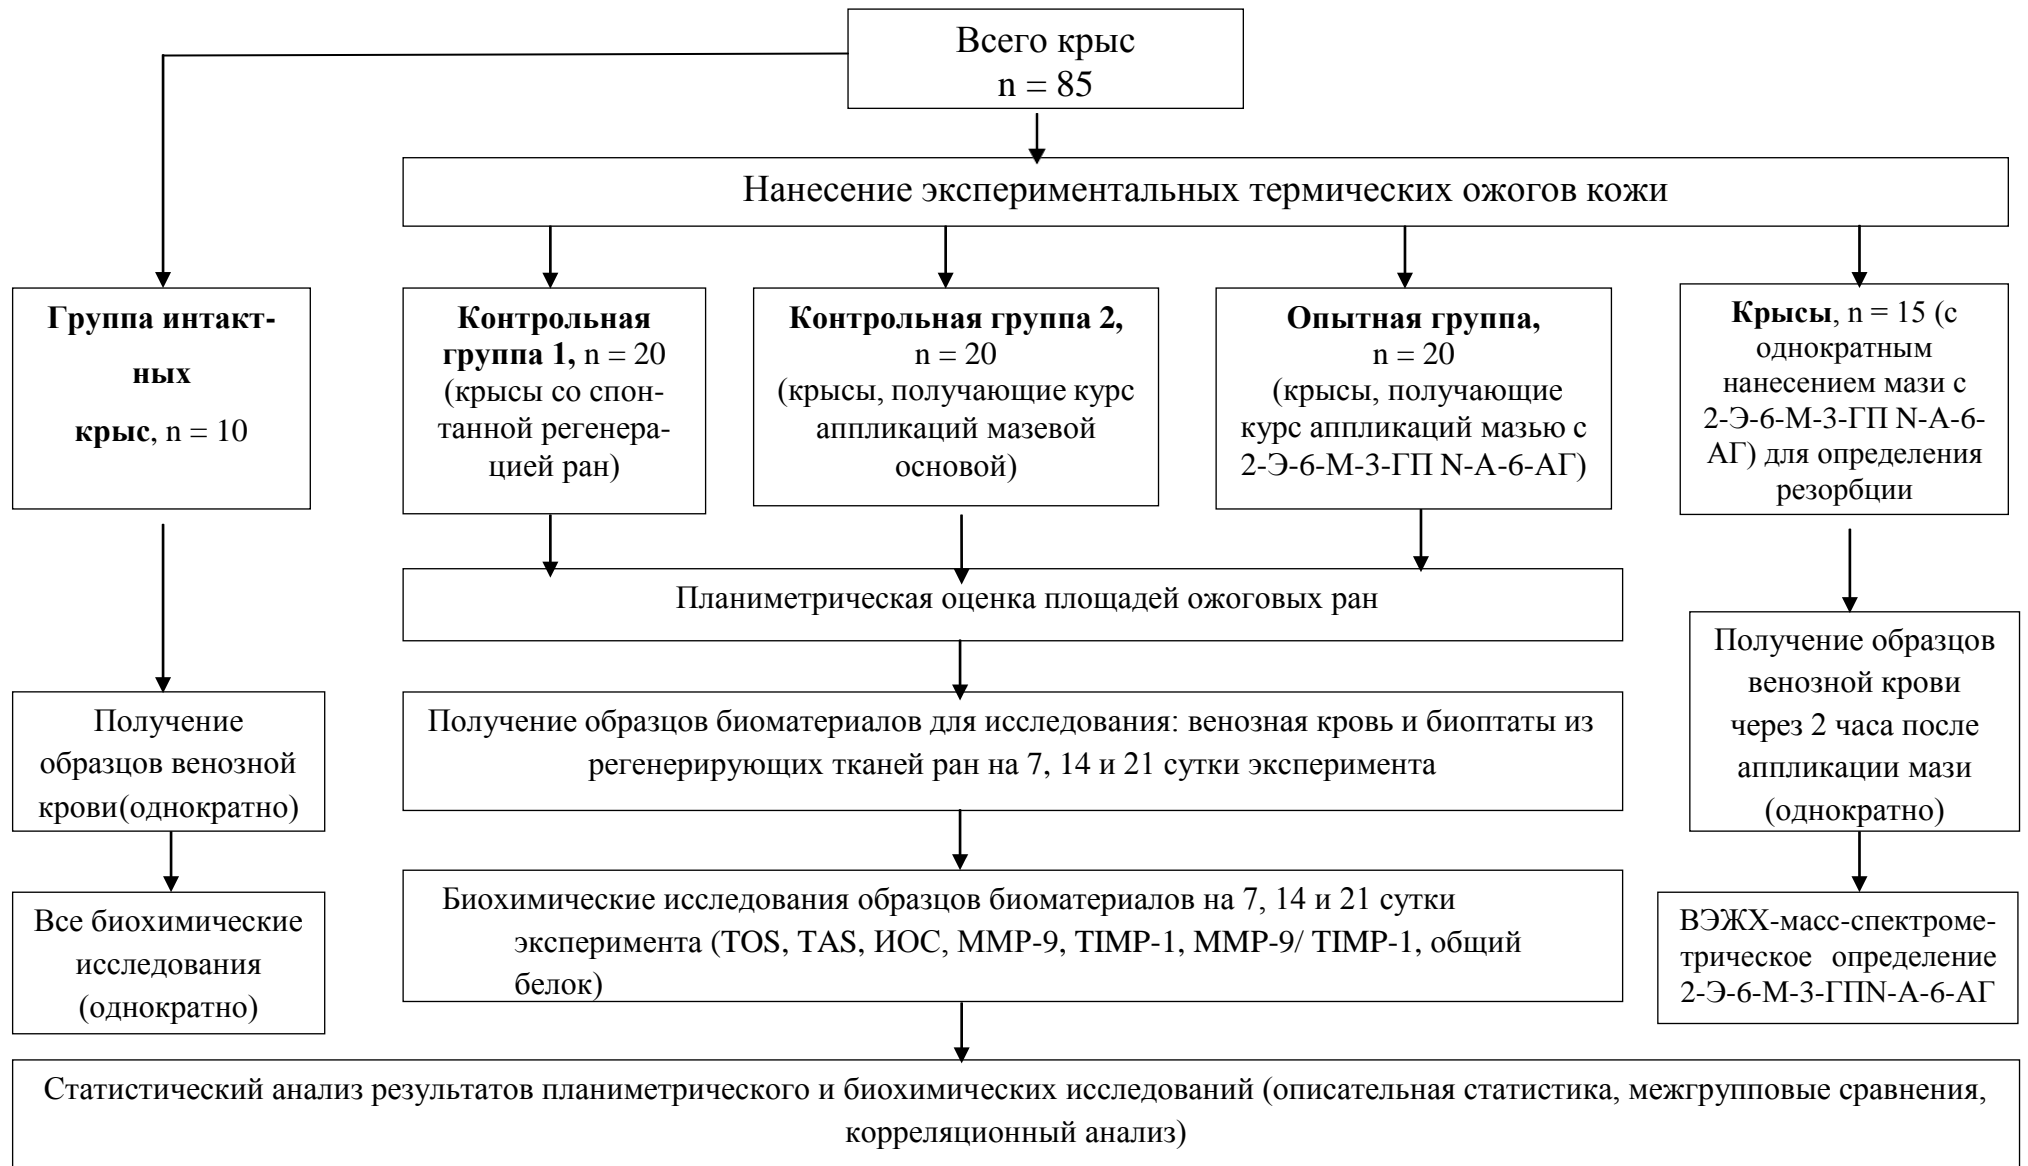 Всего крыс
n = 85
Нанесение экспериментальных термических ожогов кожи
Группа интакт-
ных
крыс, n = 10
Контрольная
группа 1, n = 20
(крысы со спон-
танной регенера-
цией ран)
Контрольная группа 2,
n = 20
(крысы, получающие курс
аппликаций мазевой
основой)
Опытная группа,
n = 20
(крысы, получающие
курс аппликаций мазью с
2-Э-6-М-3-ГП N-А-6-АГ)
Крысы, n = 15 (с
однократным
нанесением мази с
2-Э-6-М-3-ГП N-А-6-
АГ) для определения
резорбции
Планиметрическая оценка площадей ожоговых ран
Получение
образцов венозной
крови(однократно)
Получение образцов биоматериалов для исследования: венозная кровь и биоптаты из
регенерирующих тканей ран на 7, 14 и 21 сутки эксперимента
Получение образцов
венозной крови
через 2 часа после
аппликации мази
(однократно)
Все биохимические
исследования
(однократно)
Биохимические исследования образцов биоматериалов на 7, 14 и 21 сутки
эксперимента (TOS, TAS, ИОС, MMP-9, TIMP-1, MMP-9/ TIMP-1, общий
белок)
ВЭЖХ-масс-спектроме-
трическое определение
2-Э-6-М-3-ГПN-А-6-АГ
Статистический анализ результатов планиметрического и биохимических исследований (описательная статистика, межгрупповые сравнения,
корреляционный анализ)